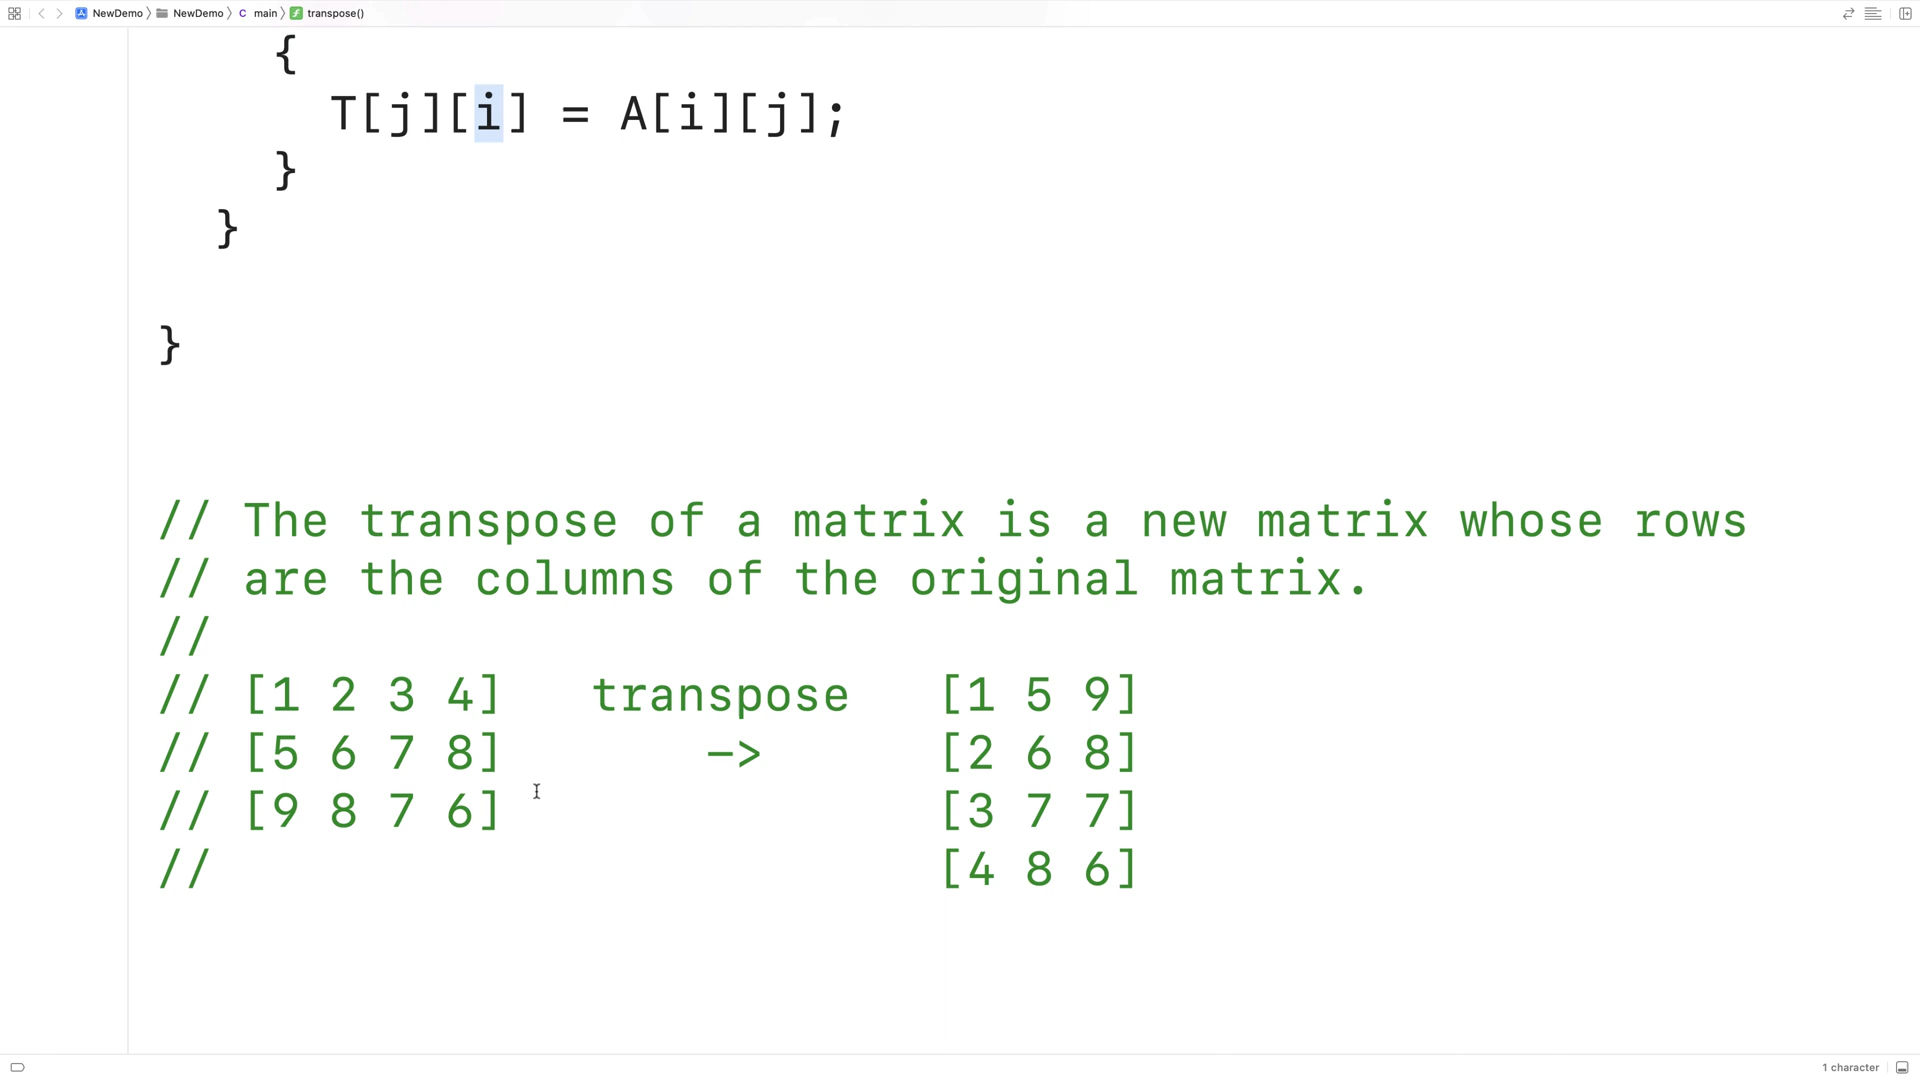 NewDemo 〉 NewDemo 〉 C main 〉 f transpose()
{
T[j][i] = A[i][j];
}
}
}
// The transpose of a matrix is a new matrix whose rows
// are the columns of the original matrix.
//
// [1 2 3 4]   transpose   [1 5 9]
// [5 6 7 8]       —>      [2 6 8]
// [9 8 7 6]               [3 7 7]
//                         [4 8 6]
1 character